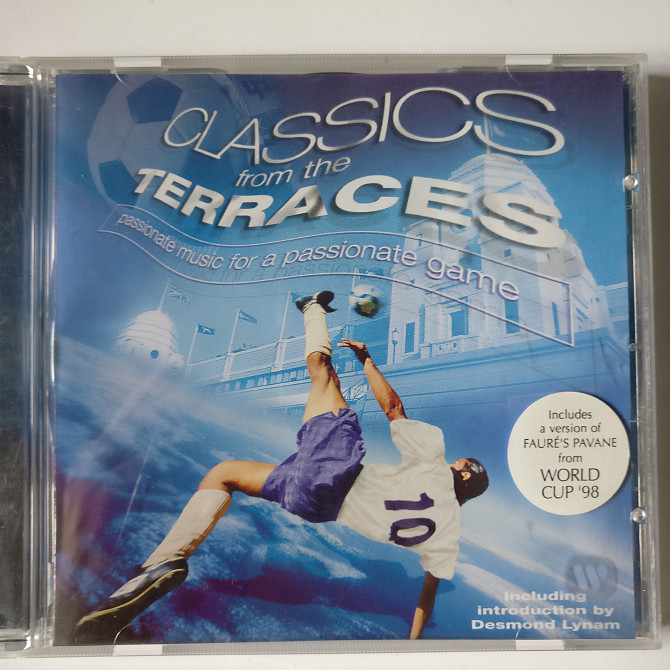 CLASSICS
from the
TERRACES
passionate music for a passionate game
Includes
a version of
FAURÉ'S PAVANE
from
WORLD
CUP '98
10
Including
introduction by
Desmond Lynam